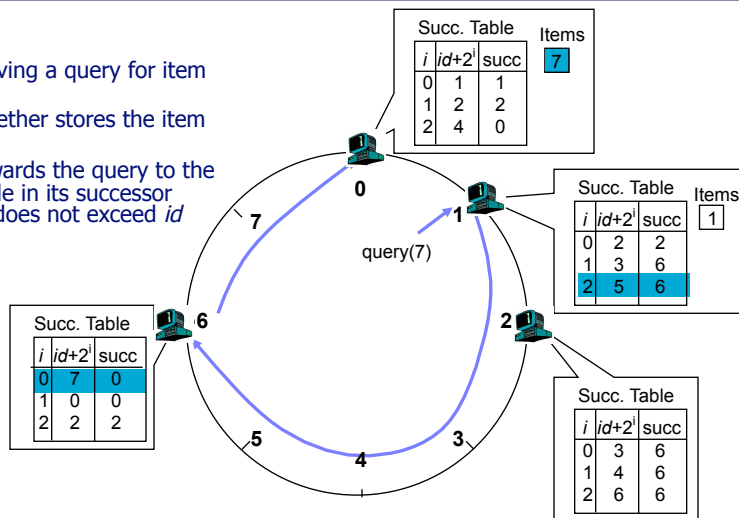 ving a query for item
ether stores the item
wards the query to the
le in its successor
does not exceed id
Succ. Table
Items
i id+2^i succ
7
0 1 1
1 2 2
2 4 0
0
7
1
query(7)
Succ. Table
Items
i id+2^i succ
1
0 2 2
1 3 6
2 5 6
6
2
Succ. Table
i id+2^i succ
0 7 0
1 0 0
2 2 2
Succ. Table
i id+2^i succ
0 3 6
1 4 6
2 6 6
5
3
4